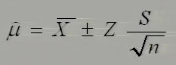 μ̂ = X̄ ± Z S/√n